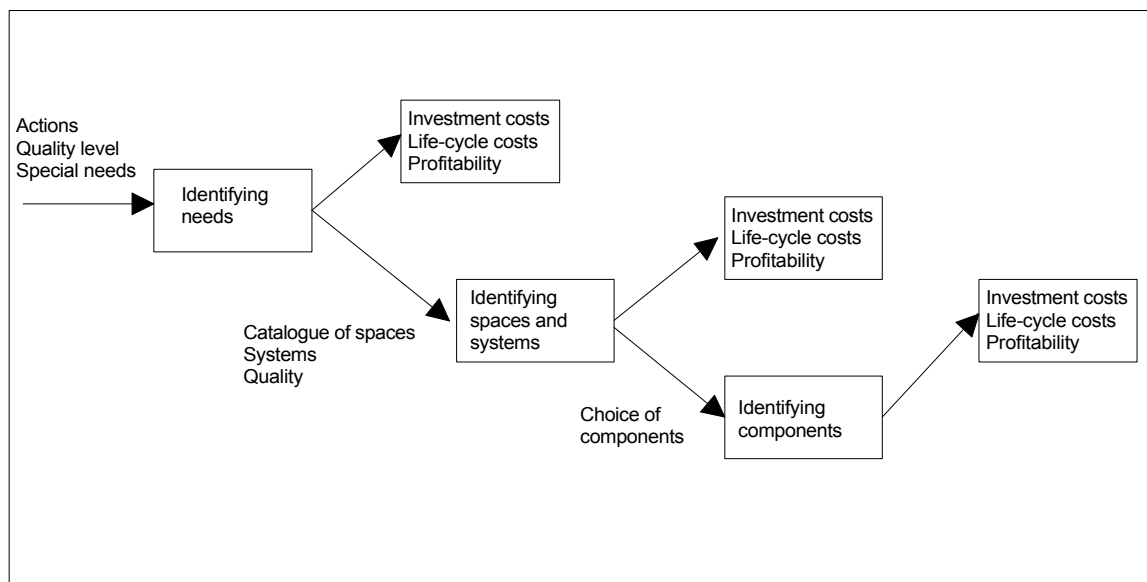 Actions
Quality level
Special needs
Identifying
needs
Investment costs
Life-cycle costs
Profitability
Catalogue of spaces
Systems
Quality
Identifying
spaces and
systems
Investment costs
Life-cycle costs
Profitability
Choice of
components
Identifying
components
Investment costs
Life-cycle costs
Profitability